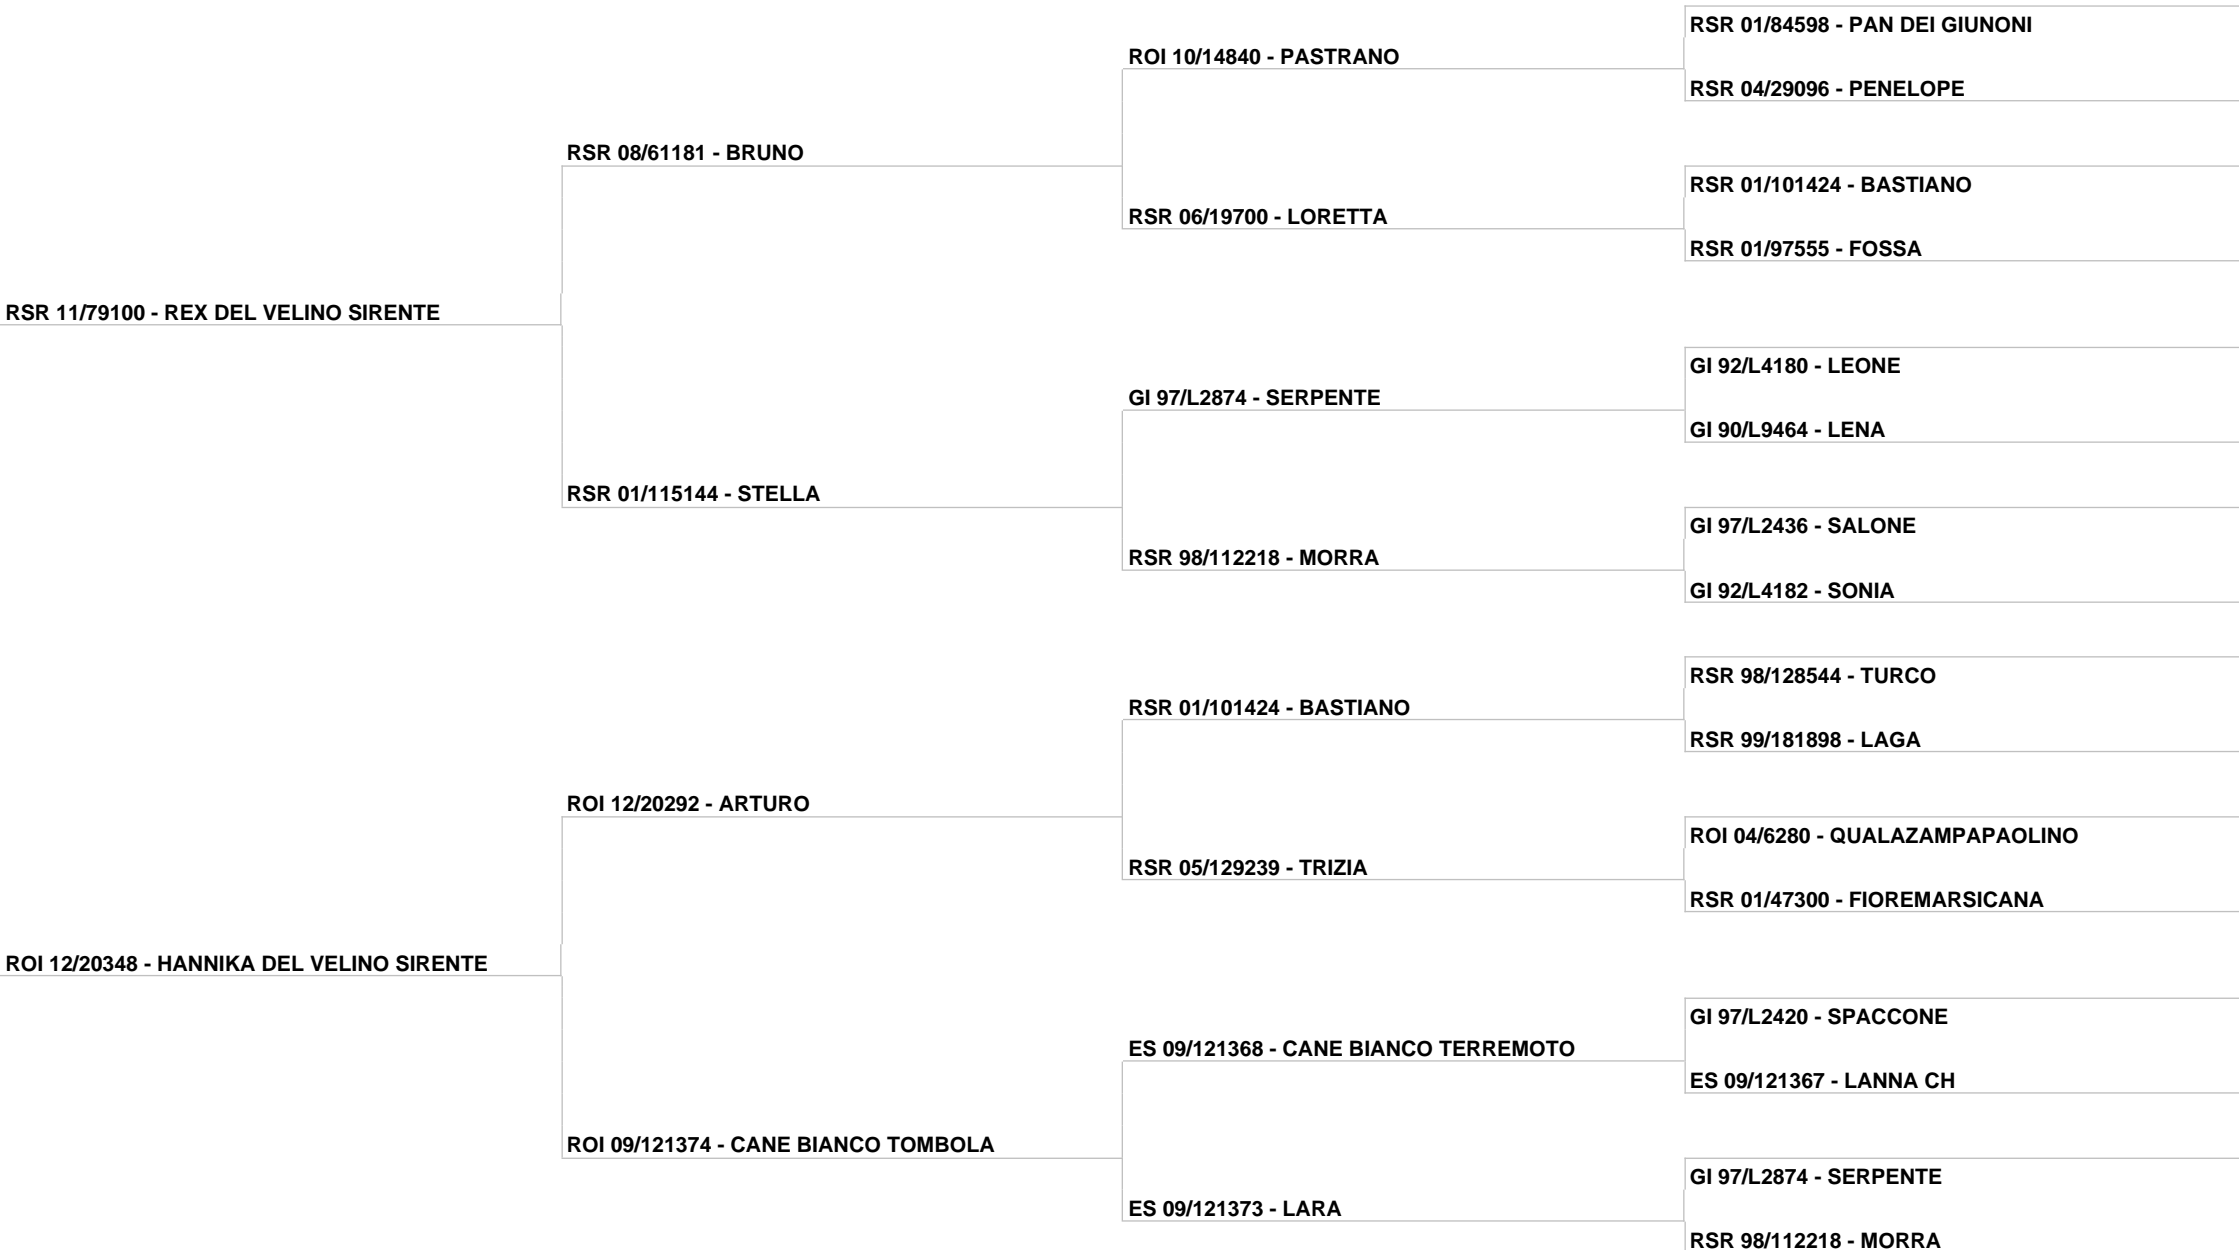 RSR 01/84598 - PAN DEI GIUNONI
ROI 10/14840 - PASTRANO
RSR 04/29096 - PENELOPE
RSR 08/61181 - BRUNO
RSR 01/101424 - BASTIANO
RSR 06/19700 - LORETTA
RSR 01/97555 - FOSSA
RSR 11/79100 - REX DEL VELINO SIRENTE
GI 92/L4180 - LEONE
GI 97/L2874 - SERPENTE
GI 90/L9464 - LENA
RSR 01/115144 - STELLA
GI 97/L2436 - SALONE
RSR 98/112218 - MORRA
GI 92/L4182 - SONIA
RSR 98/128544 - TURCO
RSR 01/101424 - BASTIANO
RSR 99/181898 - LAGA
ROI 12/20292 - ARTURO
ROI 04/6280 - QUALAZAMPAPAOLINO
RSR 05/129239 - TRIZIA
RSR 01/47300 - FIOREMARSICANA
ROI 12/20348 - HANNIKA DEL VELINO SIRENTE
GI 97/L2420 - SPACCONE
ES 09/121368 - CANE BIANCO TERREMOTO
ES 09/121367 - LANNA CH
ROI 09/121374 - CANE BIANCO TOMBOLA
GI 97/L2874 - SERPENTE
ES 09/121373 - LARA
RSR 98/112218 - MORRA